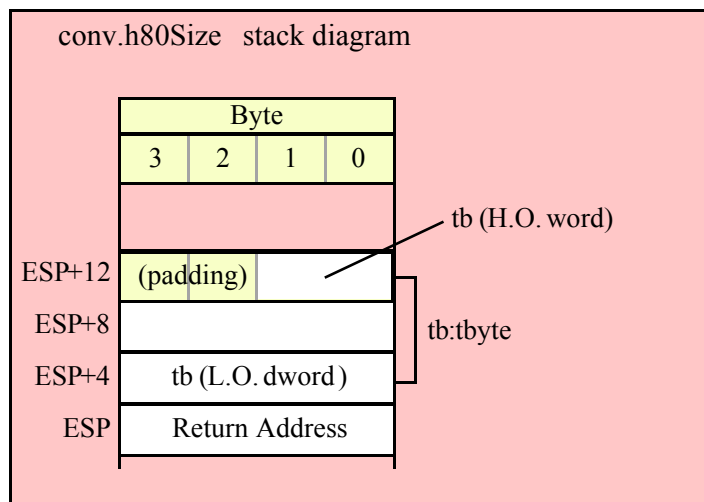 conv.h80Size stack diagram
Byte
3 2 1 0
tb (H.O. word)
ESP+12 (padding)
ESP+8
tb:tbyte
ESP+4 tb (L.O. dword)
ESP Return Address